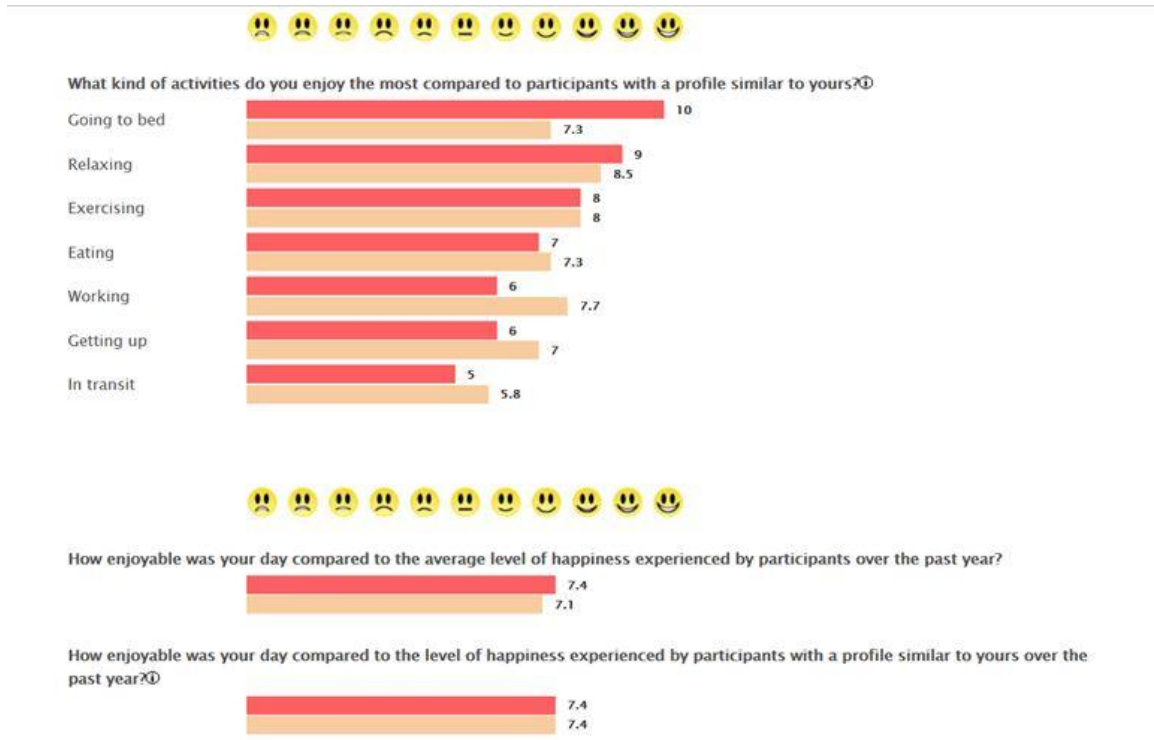 What kind of activities do you enjoy the most compared to participants with a profile similar to yours?ⓘ
Going to bed
10
7.3
Relaxing
9
8.5
Exercising
8
8
Eating
7
7.3
Working
6
7.7
Getting up
6
7
In transit
5
5.8
How enjoyable was your day compared to the average level of happiness experienced by participants over the past year?
7.4
7.1
How enjoyable was your day compared to the level of happiness experienced by participants with a profile similar to yours over the
past year?ⓘ
7.4
7.4